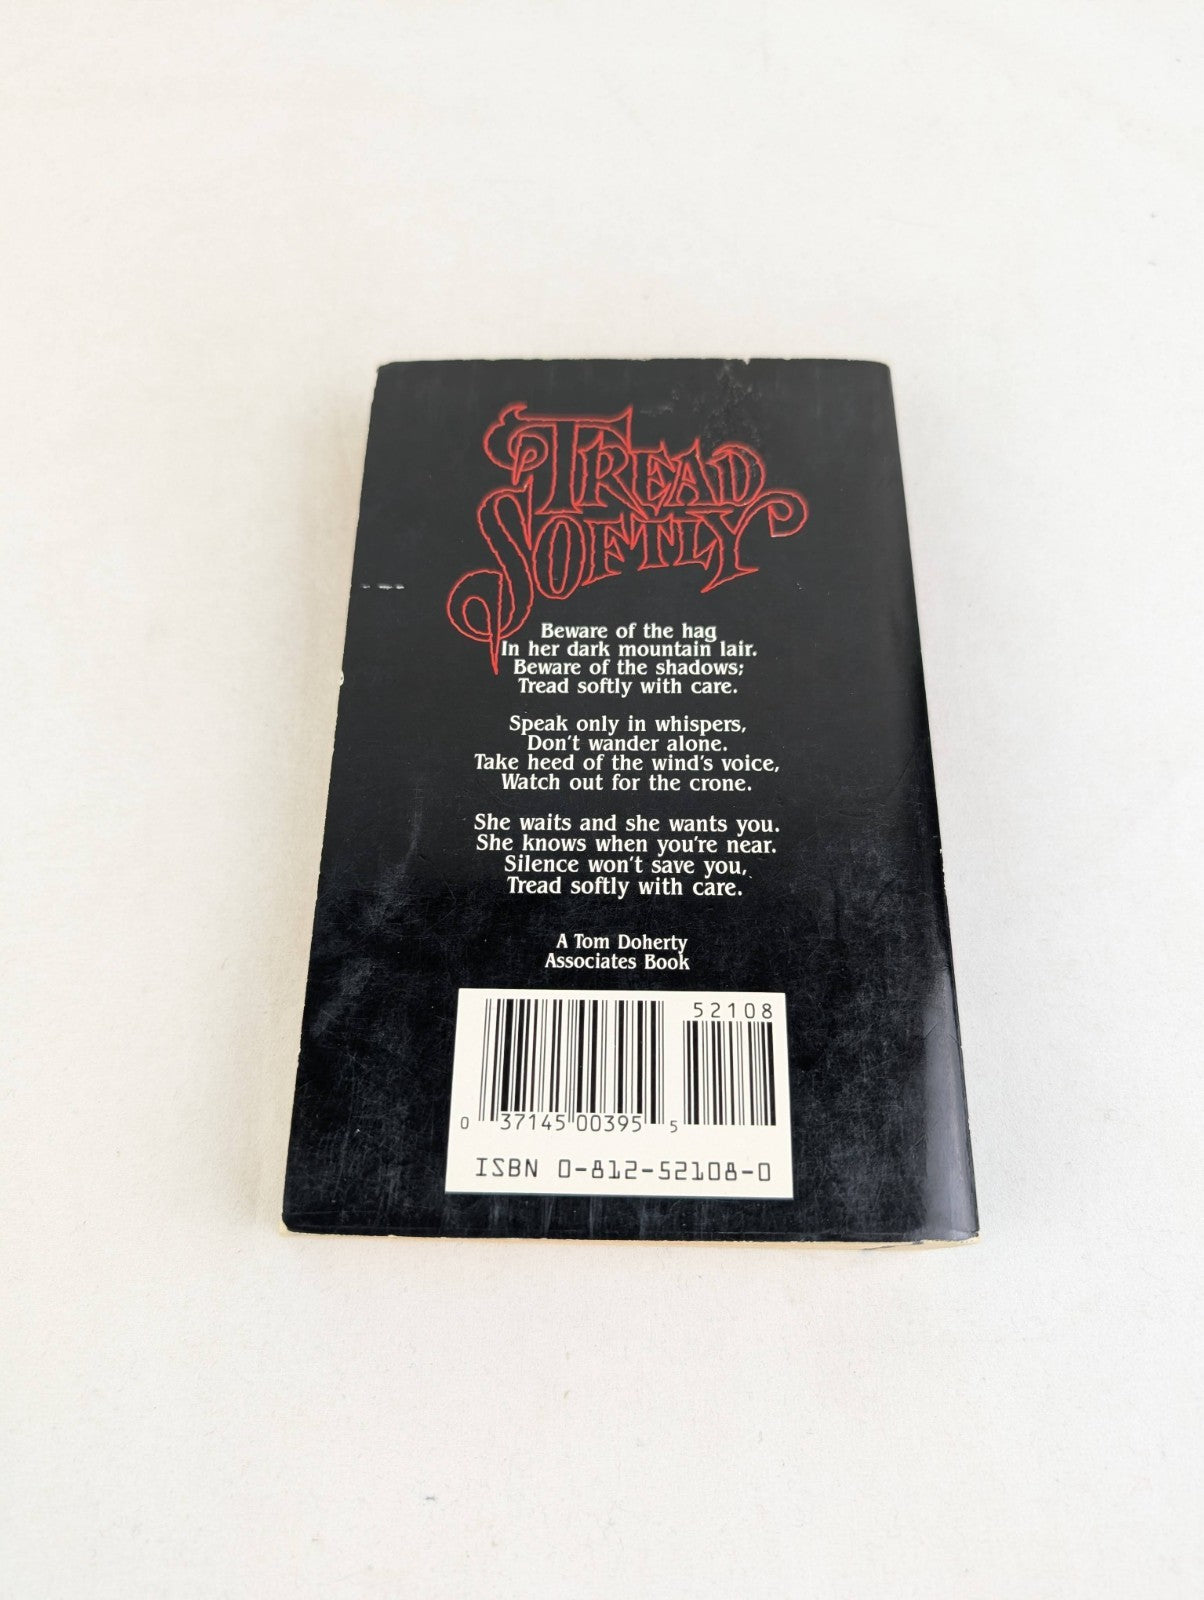 TREAD
SOFTLY
Beware of the hag
In her dark mountain lair.
Beware of the shadows;
Tread softly with care.
Speak only in whispers,
Don't wander alone.
Take heed of the wind's voice,
Watch out for the crone.
She waits and she wants you.
She knows when you're near.
Silence won't save you,
Tread softly with care.
A Tom Doherty
Associates Book
52108
0 37145 00395 5
ISBN 0-812-52108-0